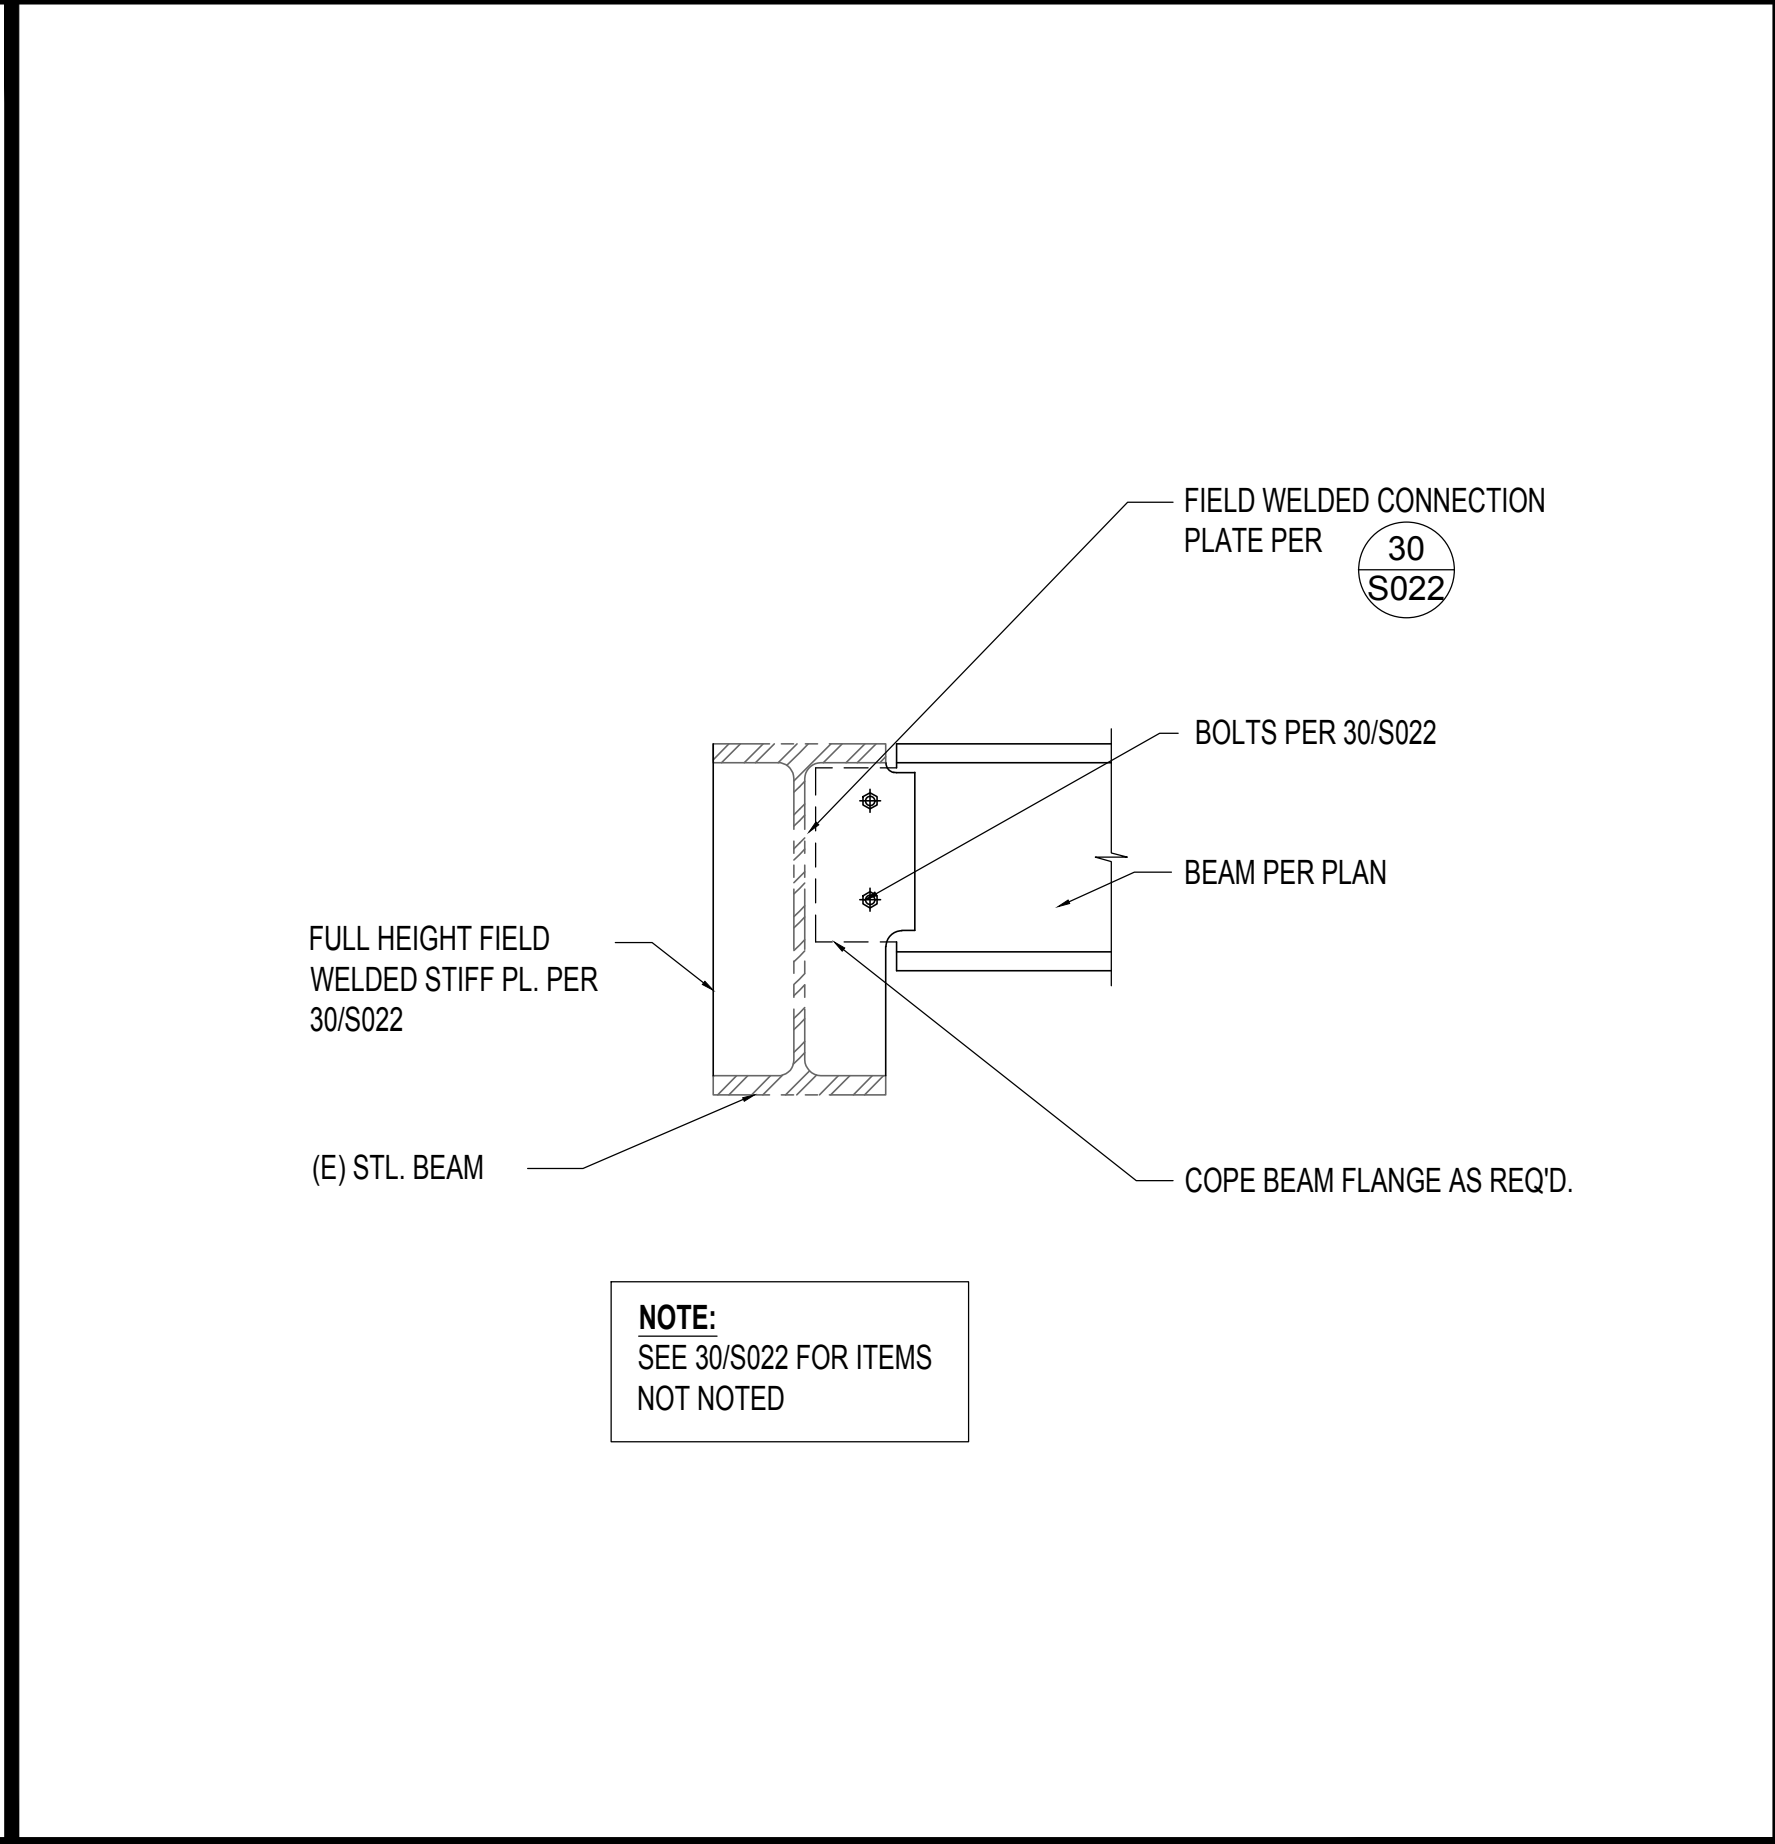 FIELD WELDED CONNECTION
PLATE PER
30
S022
BOLTS PER 30/S022
BEAM PER PLAN
FULL HEIGHT FIELD
WELDED STIFF PL. PER
30/S022
(E) STL. BEAM
COPE BEAM FLANGE AS REQ'D.
NOTE:
SEE 30/S022 FOR ITEMS
NOT NOTED